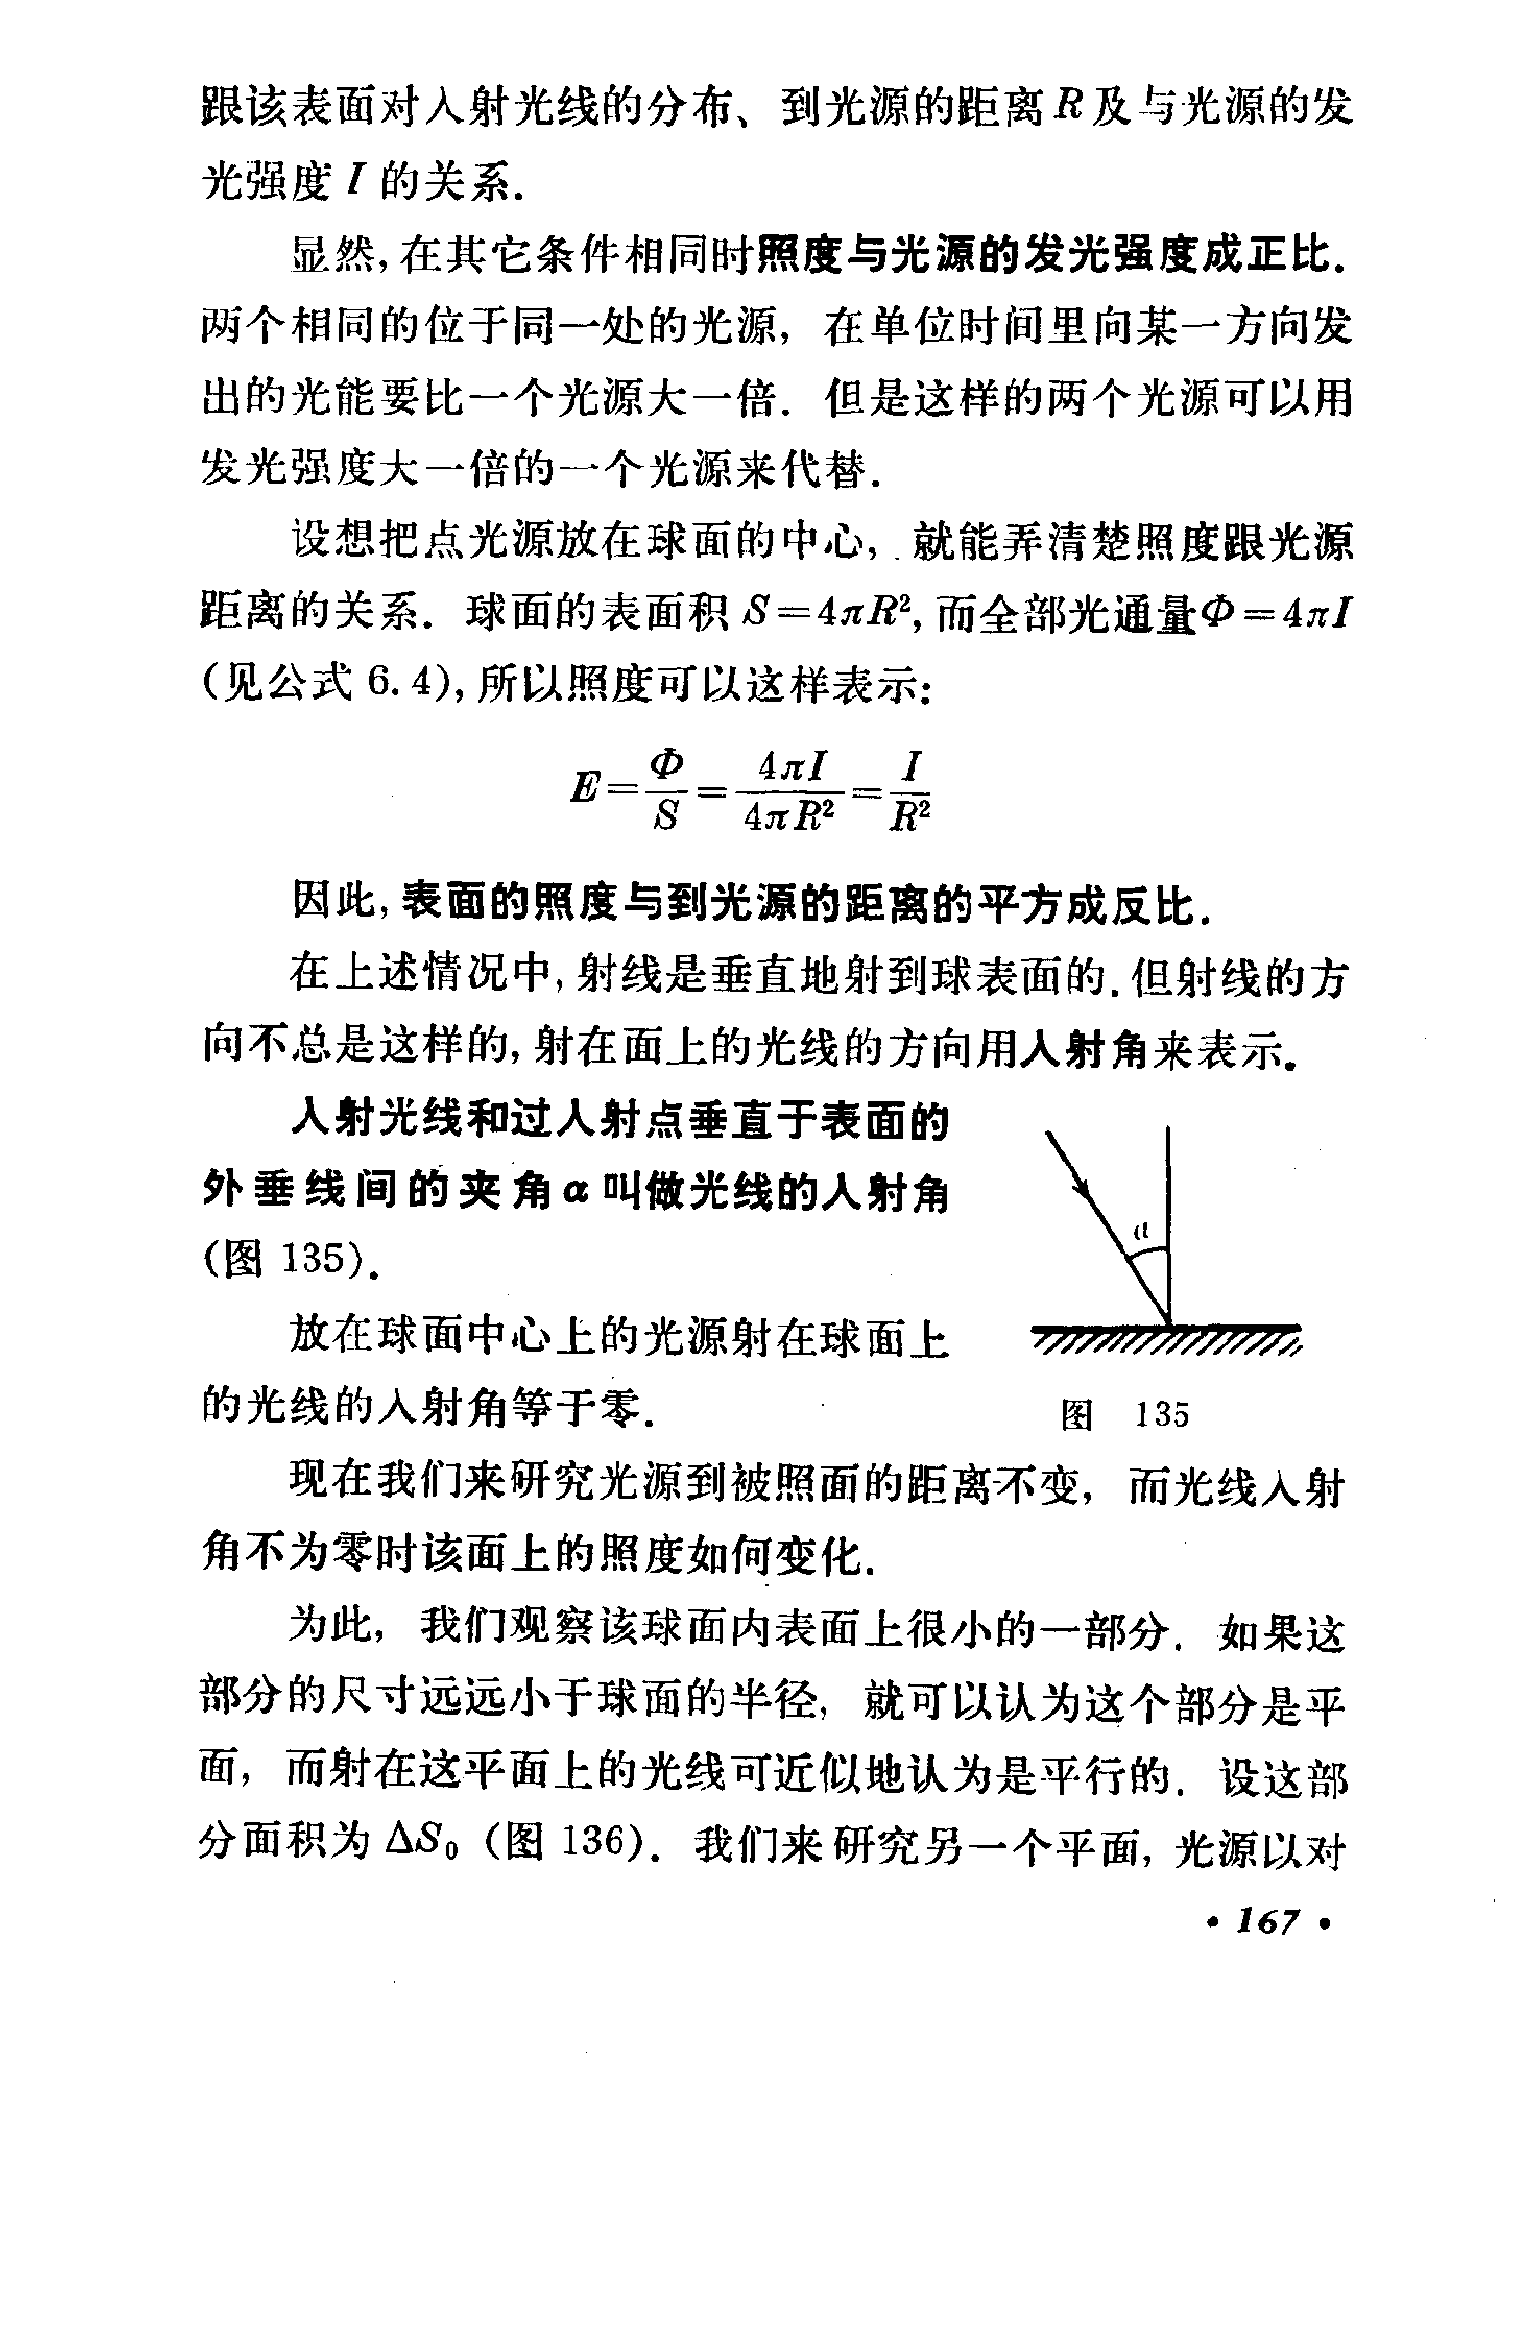 跟该表面对入射光线的分布、到光源的距离R及与光源的发
光强度 I 的关系.
显然,在其它条件相同时照度与光源的发光强度成正比.
两个相同的位于同一处的光源, 在单位时间里向某一方向发
出的光能要比一个光源大一倍. 但是这样的两个光源可以用
发光强度大一倍的一个光源来代替.
设想把点光源放在球面的中心, 就能弄清楚照度跟光源
距离的关系. 球面的表面积 S=4πR²,而全部光通量Φ=4πI
(见公式 6.4),所以照度可以这样表示:
E=Φ/S=4πI/4πR²=I/R²
因此,表面的照度与到光源的距离的平方成反比.
在上述情况中,射线是垂直地射到球表面的.但射线的方
向不总是这样的,射在面上的光线的方向用入射角来表示.
入射光线和过入射点垂直于表面的
外垂线间的夹角α叫做光线的入射角
(图 135).
放在球面中心上的光源射在球面上
的光线的入射角等于零.
α
图 135
现在我们来研究光源到被照面的距离不变, 而光线入射
角不为零时该面上的照度如何变化.
为此, 我们观察该球面内表面上很小的一部分. 如果这
部分的尺寸远远小于球面的半径, 就可以认为这个部分是平
面, 而射在这平面上的光线可近似地认为是平行的. 设这部
分面积为 ΔS₀ (图 136). 我们来研究另一个平面, 光源以对
• 167 •